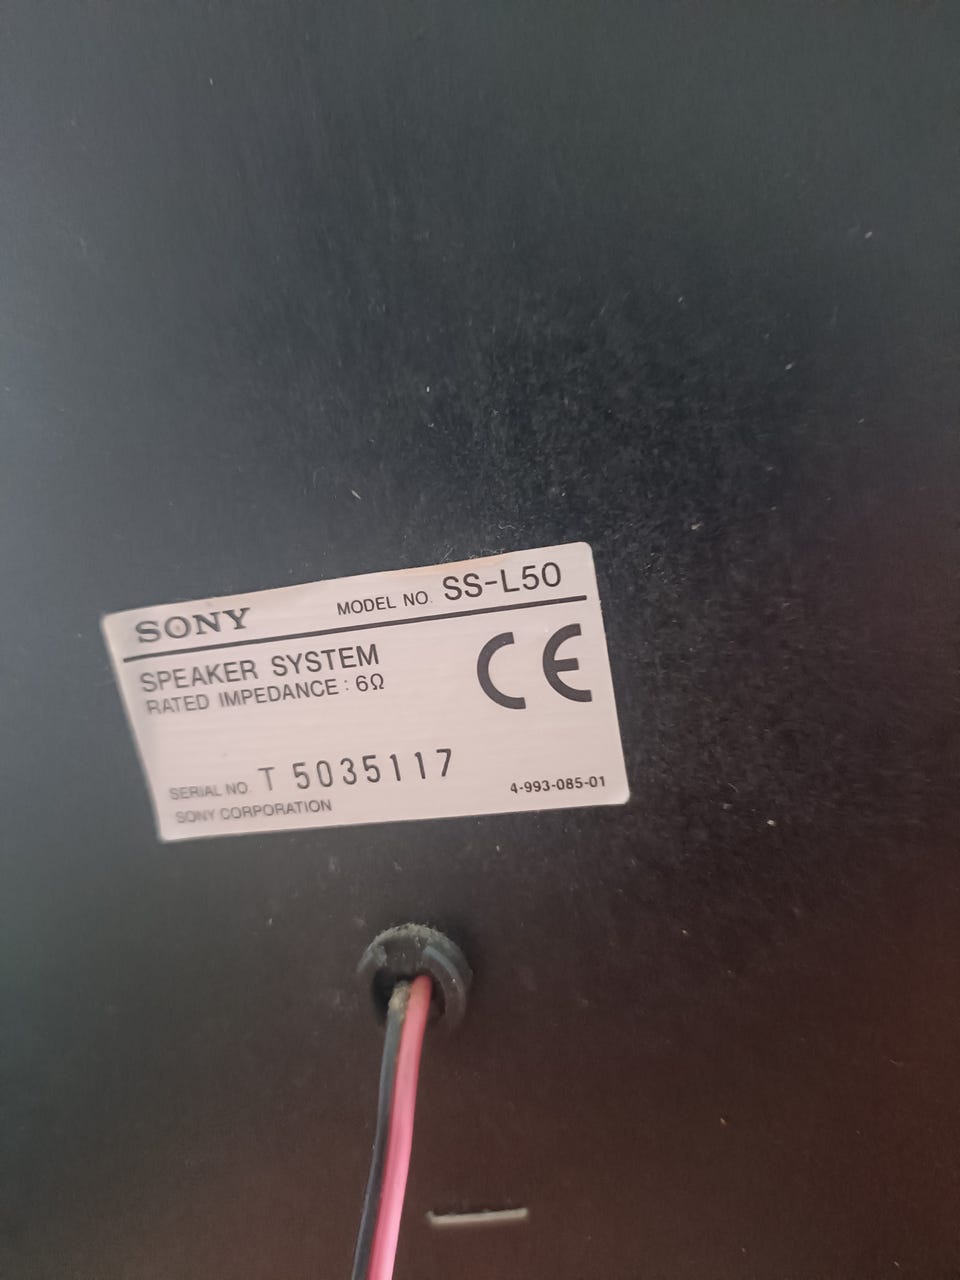 SONY MODEL NO. SS-L50
SPEAKER SYSTEM
RATED IMPEDANCE : 6Ω
CE
SERIAL NO. T 5035117
SONY CORPORATION 4-993-085-01